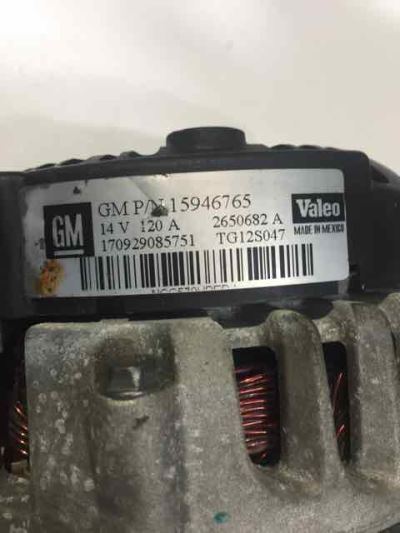 GM
GM P/N 15946765
14 V 120 A 2650682 A
170929085751 TG12S047
Valeo
MADE IN MEXICO